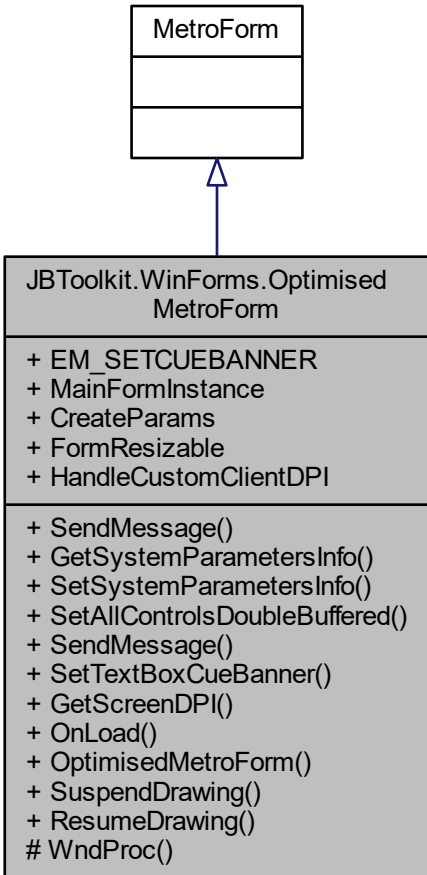 MetroForm
JBToolkit.WinForms.Optimised
MetroForm
+ EM_SETCUEBANNER
+ MainFormInstance
+ CreateParams
+ FormResizable
+ HandleCustomClientDPI
+ SendMessage()
+ GetSystemParametersInfo()
+ SetSystemParametersInfo()
+ SetAllControlsDoubleBuffered()
+ SendMessage()
+ SetTextBoxCueBanner()
+ GetScreenDPI()
+ OnLoad()
+ OptimisedMetroForm()
+ SuspendDrawing()
+ ResumeDrawing()
# WndProc()